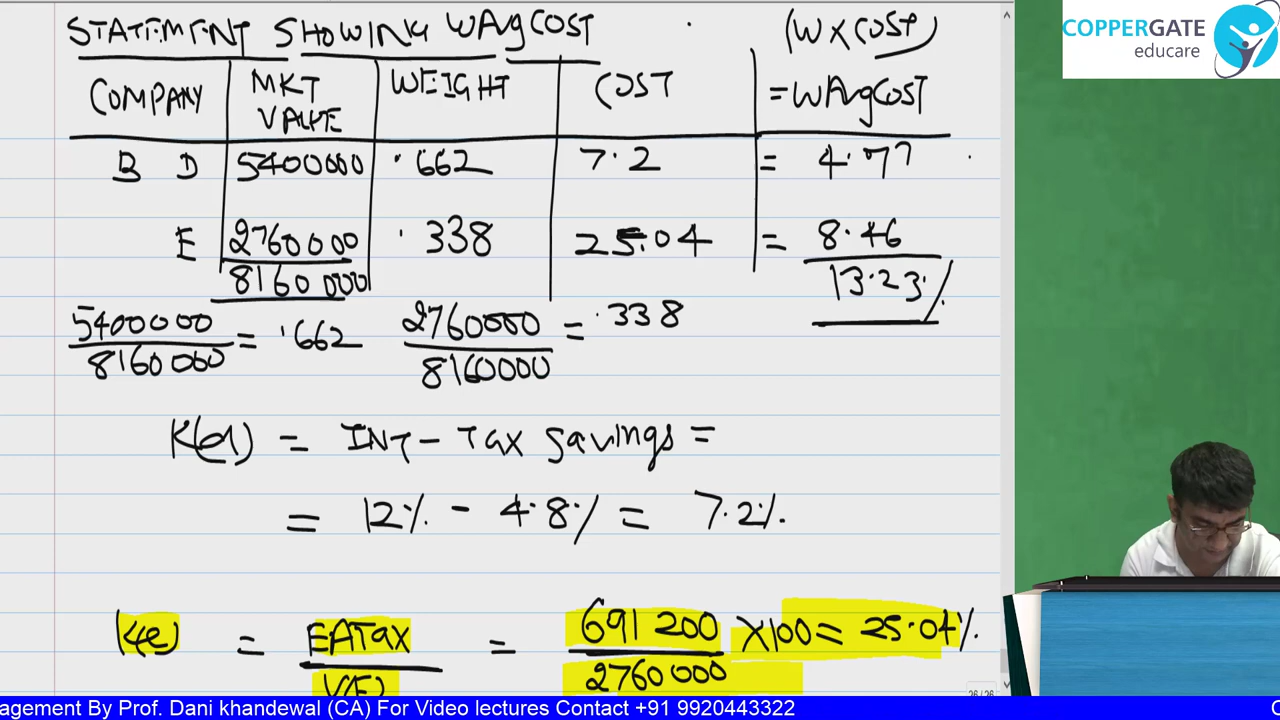 STATEMENT SHOWING WAvgCOST (W X COST)
COMPANY MKT VALUE WEIGHT COST = WAvgCOST
B D 5400000 .662 7.2 = 4.77
E 2760000 .338 25.04 = 8.46
8160000 13.23%
5400000 / 8160000 = .662 2760000 / 8160000 = .338
K(d) = INT - Tax Savings =
= 12% - 4.8% = 7.2%.
K(e) = EATax / V(E) = 691200 / 2760000 X100 = 25.04%.
26/26
COPPERGATE
educare
agement By Prof. Dani khandewal (CA) For Video lectures Contact +91 9920443322 C